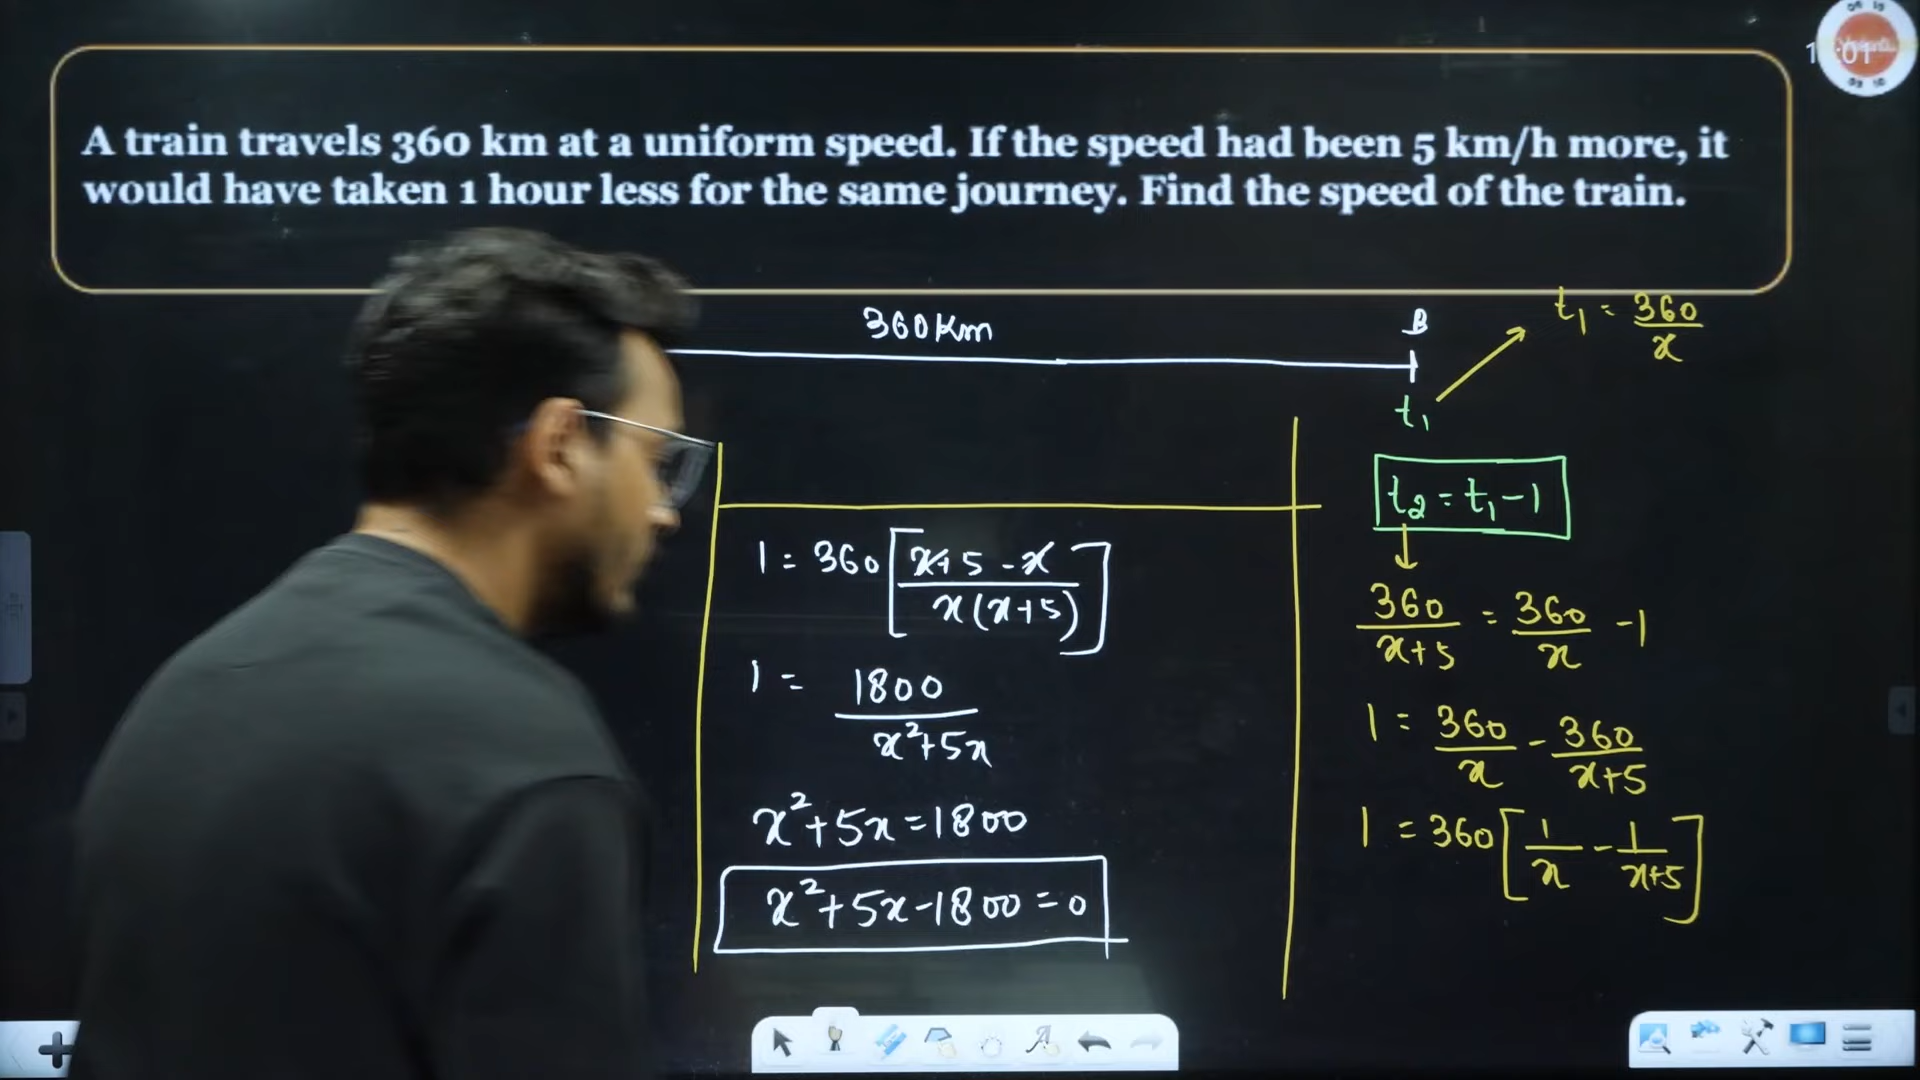 A train travels 360 km at a uniform speed. If the speed had been 5 km/h more, it
would have taken 1 hour less for the same journey. Find the speed of the train.
360Km
B
t₁ = 360/x
t₁
t₂ = t₁ - 1
360/(x+5) = 360/x - 1
1 = 360/x - 360/(x+5)
1 = 360 [1/x - 1/(x+5)]
1 = 360 [(x+5-x)/(x(x+5))]
1 = 1800/(x²+5x)
x²+5x=1800
x²+5x-1800=0